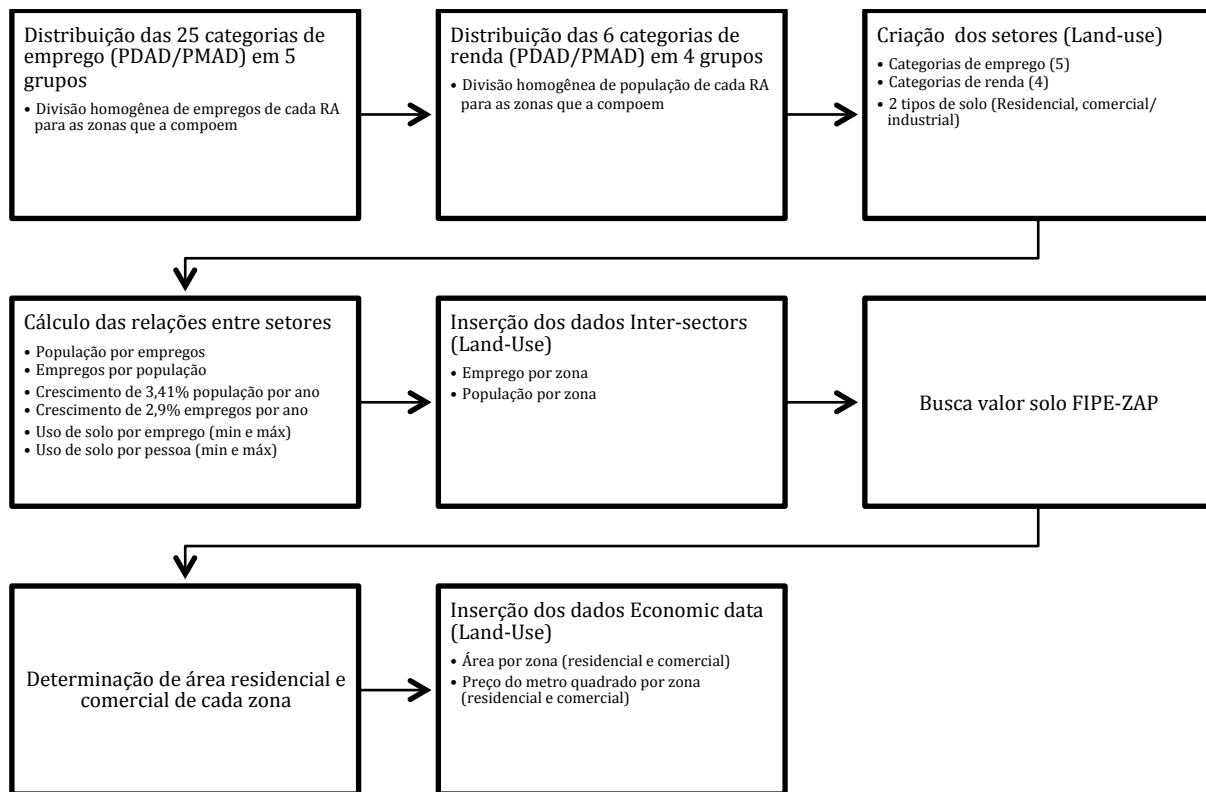 Distribuição das 25 categorias de
emprego (PDAD/PMAD) em 5
grupos
• Divisão homogênea de empregos de cada RA
para as zonas que a compoem
Distribuição das 6 categorias de
renda (PDAD/PMAD) em 4 grupos
• Divisão homogênea de população de cada RA
para as zonas que a compoem
Criação dos setores (Land-use)
• Categorias de emprego (5)
• Categorias de renda (4)
• 2 tipos de solo (Residencial, comercial/
industrial)
Cálculo das relações entre setores
• População por empregos
• Empregos por população
• Crescimento de 3,41% população por ano
• Crescimento de 2,9% empregos por ano
• Uso de solo por emprego (min e máx)
• Uso de solo por pessoa (min e máx)
Inserção dos dados Inter-sectors
(Land-Use)
• Emprego por zona
• População por zona
Busca valor solo FIPE-ZAP
Determinação de área residencial e
comercial de cada zona
Inserção dos dados Economic data
(Land-Use)
• Área por zona (residencial e comercial)
• Preço do metro quadrado por zona
(residencial e comercial)